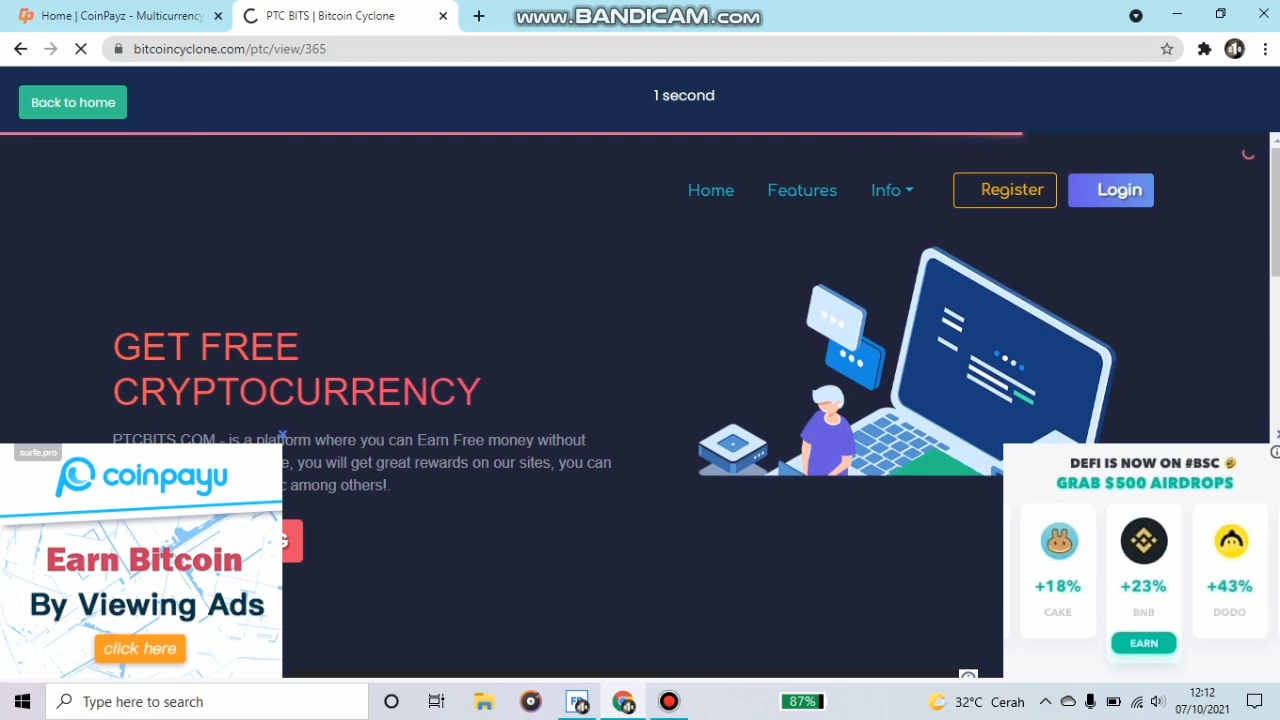 Home | CoinPayz - Multicurrency
PTC BITS | Bitcoin Cyclone
www.BANDICAM.com
bitcoincyclone.com/ptc/view/365
Back to home
1 second
Home
Features
Info
Register
Login
GET FREE
CRYPTOCURRENCY
PTCBITS.COM - is a platform where you can Earn Free money without
e, you will get great rewards on our sites, you can
c among others!.
G
surfe.pro
coinpayu
Earn Bitcoin
By Viewing Ads
click here
DEFI IS NOW ON #BSC
GRAB $500 AIRDROPS
+18%
+23%
+43%
CAKE
BNB
DODO
EARN
Type here to search
87%
32°C Cerah
12:12
07/10/2021